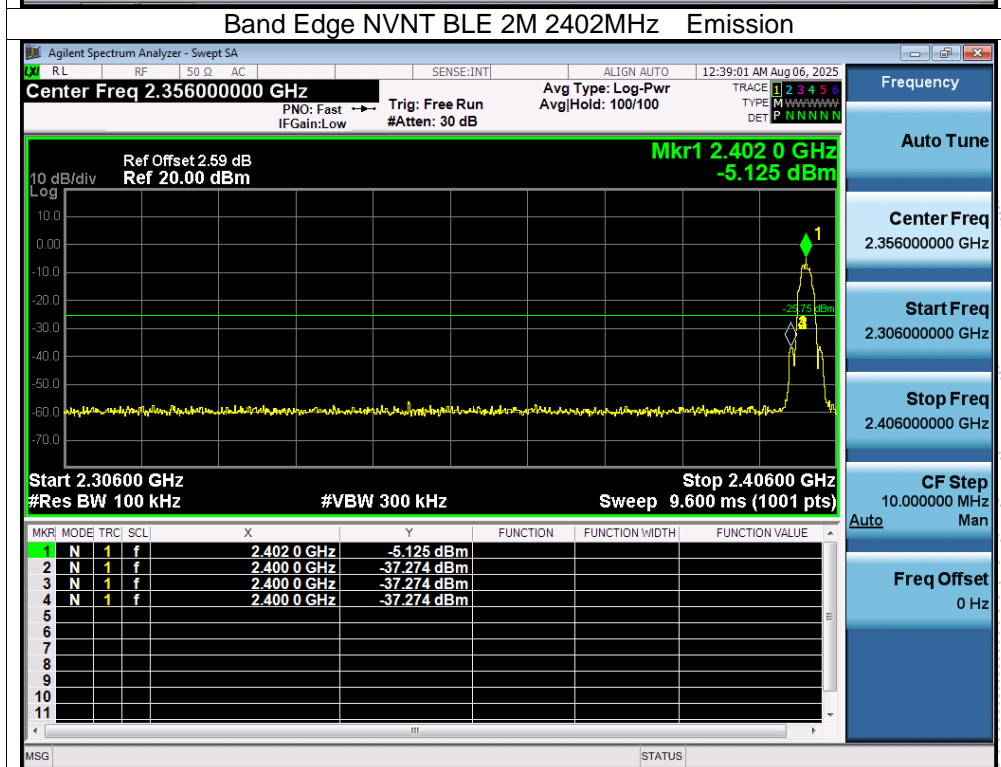 Band Edge NVNT BLE 2M 2402MHz Emission
Agilent Spectrum Analyzer - Swept SA
LXI RL RF 50 Ω AC SENSE:INT ALIGN AUTO 12:39:01 AM Aug 06, 2025
Center Freq 2.356000000 GHz
PNO: Fast
IFGain:Low
Trig: Free Run
#Atten: 30 dB
Avg Type: Log-Pwr
Avg|Hold: 100/100
TRACE 1 2 3 4 5 6
TYPE M WWWWW
DET P N N N N N
Ref Offset 2.59 dB
10 dB/div Ref 20.00 dBm
Log
Mkr1 2.402 0 GHz
-5.125 dBm
10.0
0.00
-10.0
-20.0
-30.0
-40.0
-50.0
-60.0
-70.0
1
-25.75 dBm
Start 2.30600 GHz Stop 2.40600 GHz
#Res BW 100 kHz #VBW 300 kHz Sweep 9.600 ms (1001 pts)
MKR MODE TRC SCL X Y FUNCTION FUNCTION WIDTH FUNCTION VALUE
1 N 1 f 2.402 0 GHz -5.125 dBm
2 N 1 f 2.400 0 GHz -37.274 dBm
3 N 1 f 2.400 0 GHz -37.274 dBm
4 N 1 f 2.400 0 GHz -37.274 dBm
5
6
7
8
9
10
11
MSG STATUS
Frequency
Auto Tune
Center Freq
2.356000000 GHz
Start Freq
2.306000000 GHz
Stop Freq
2.406000000 GHz
CF Step
10.000000 MHz
Auto Man
Freq Offset
0 Hz